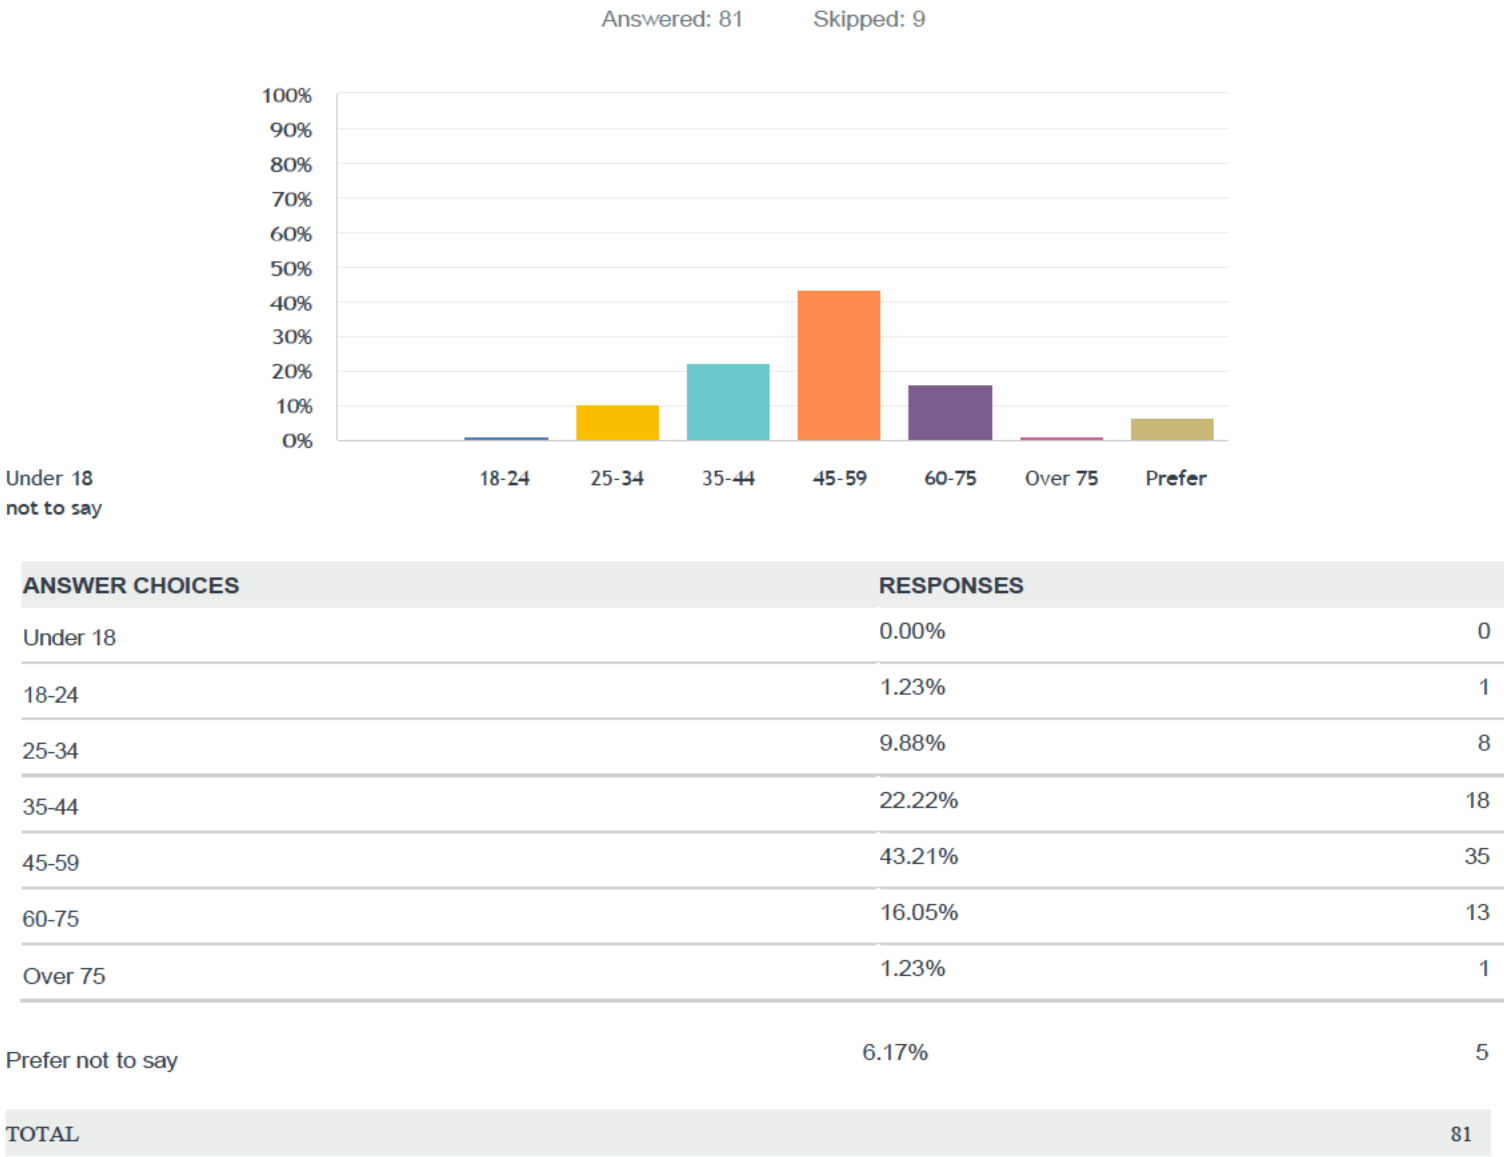 Answered: 81 Skipped: 9
100%
90%
80%
70%
60%
50%
40%
30%
20%
10%
0%
Under 18 18-24 25-34 35-44 45-59 60-75 Over 75 Prefer
not to say
ANSWER CHOICES RESPONSES
Under 18 0.00% 0
18-24 1.23% 1
25-34 9.88% 8
35-44 22.22% 18
45-59 43.21% 35
60-75 16.05% 13
Over 75 1.23% 1
Prefer not to say 6.17% 5
TOTAL 81